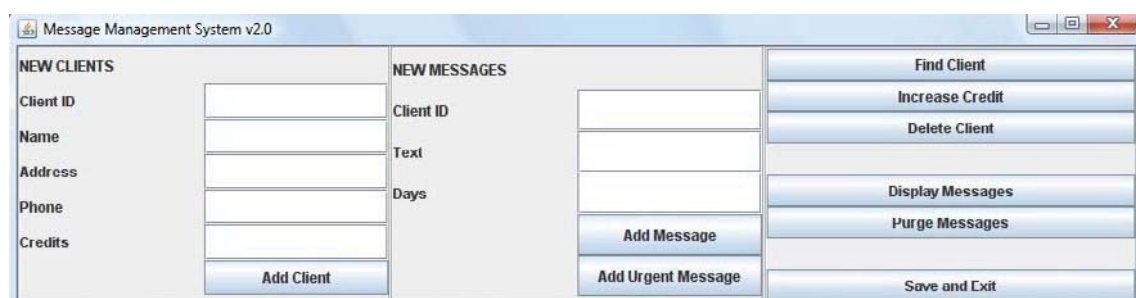 Message Management System v2.0
NEW CLIENTS
Client ID
Name
Address
Phone
Credits
Add Client
NEW MESSAGES
Client ID
Text
Days
Add Message
Add Urgent Message
Find Client
Increase Credit
Delete Client
Display Messages
Purge Messages
Save and Exit